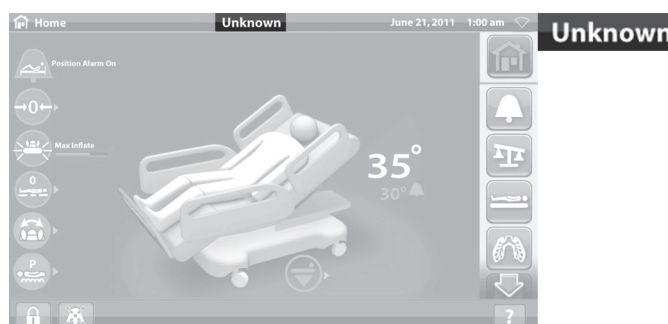 Home Unknown June 21, 2011 1:00 am
Unknown
Position Alarm On
→0←
Max Inflate
35°
30°
0
P
?